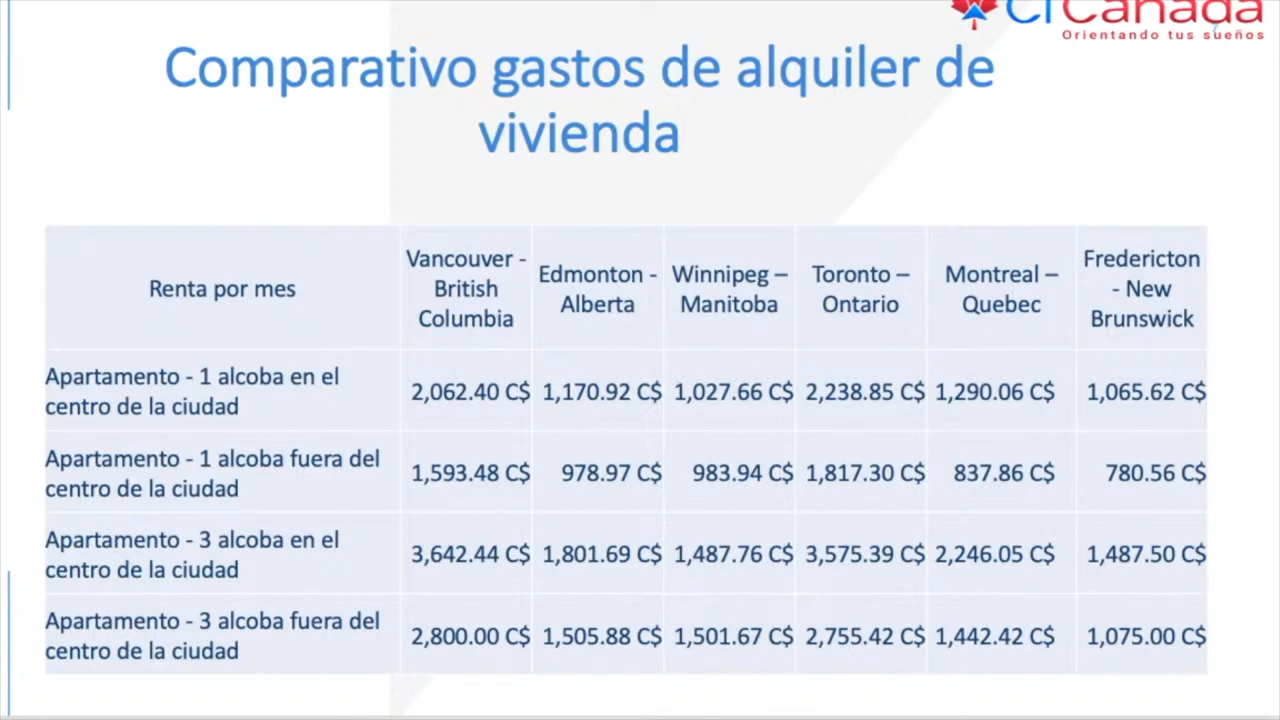 CI Canada
Orientando tus sueños
Comparativo gastos de alquiler de
vivienda
Renta por mes
Vancouver -
British
Columbia
Edmonton -
Alberta
Winnipeg –
Manitoba
Toronto –
Ontario
Montreal –
Quebec
Fredericton
- New
Brunswick
Apartamento - 1 alcoba en el
centro de la ciudad
2,062.40 C$
1,170.92 C$
1,027.66 C$
2,238.85 C$
1,290.06 C$
1,065.62 C$
Apartamento - 1 alcoba fuera del
centro de la ciudad
1,593.48 C$
978.97 C$
983.94 C$
1,817.30 C$
837.86 C$
780.56 C$
Apartamento - 3 alcoba en el
centro de la ciudad
3,642.44 C$
1,801.69 C$
1,487.76 C$
3,575.39 C$
2,246.05 C$
1,487.50 C$
Apartamento - 3 alcoba fuera del
centro de la ciudad
2,800.00 C$
1,505.88 C$
1,501.67 C$
2,755.42 C$
1,442.42 C$
1,075.00 C$